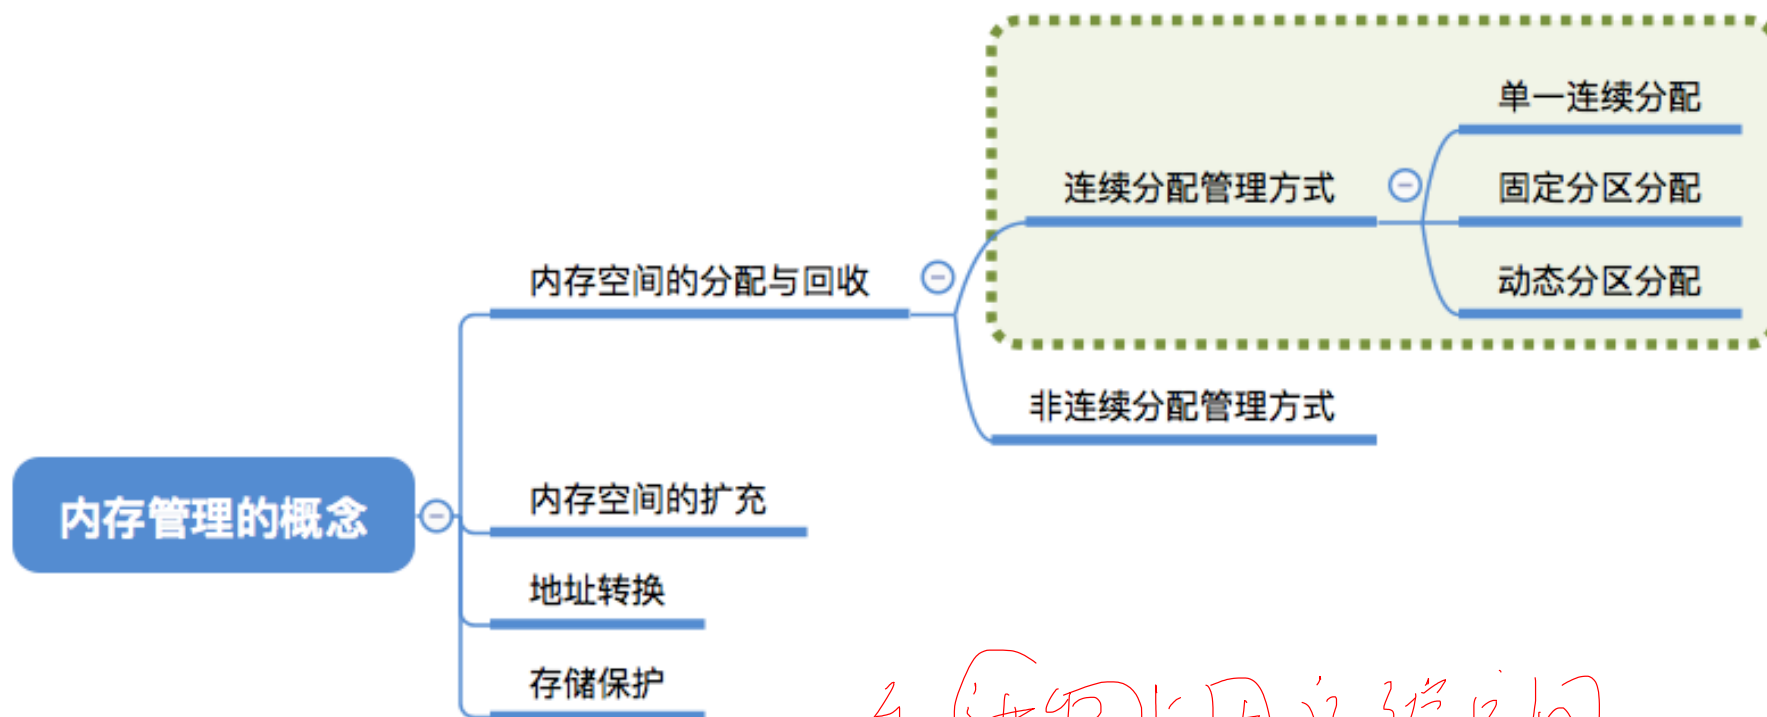 单一连续分配
连续分配管理方式
固定分区分配
内存空间的分配与回收
动态分区分配
非连续分配管理方式
内存空间的扩充
内存管理的概念
地址转换
存储保护